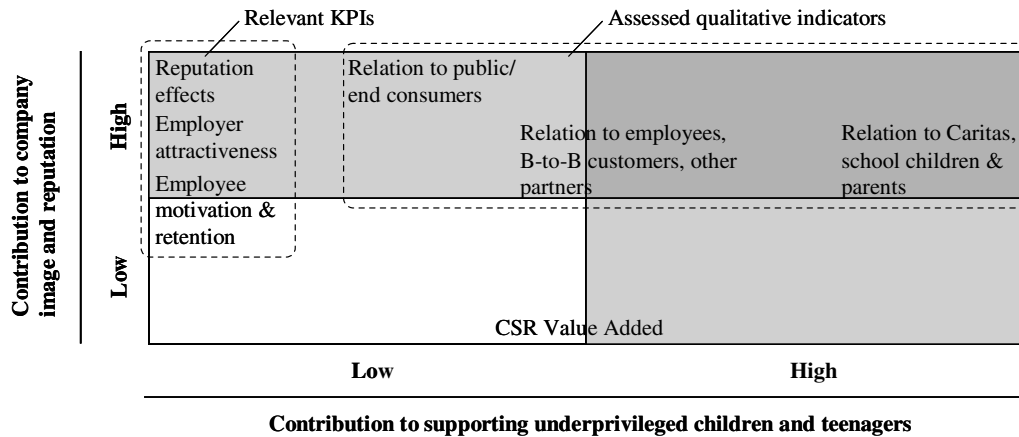 Relevant KPIs
Assessed qualitative indicators
Contribution to company
image and reputation
High
Low
Reputation
effects
Employer
attractiveness
Employee
motivation &
retention
Relation to public/
end consumers
Relation to employees,
B-to-B customers, other
partners
Relation to Caritas,
school children &
parents
CSR Value Added
Low
High
Contribution to supporting underprivileged children and teenagers